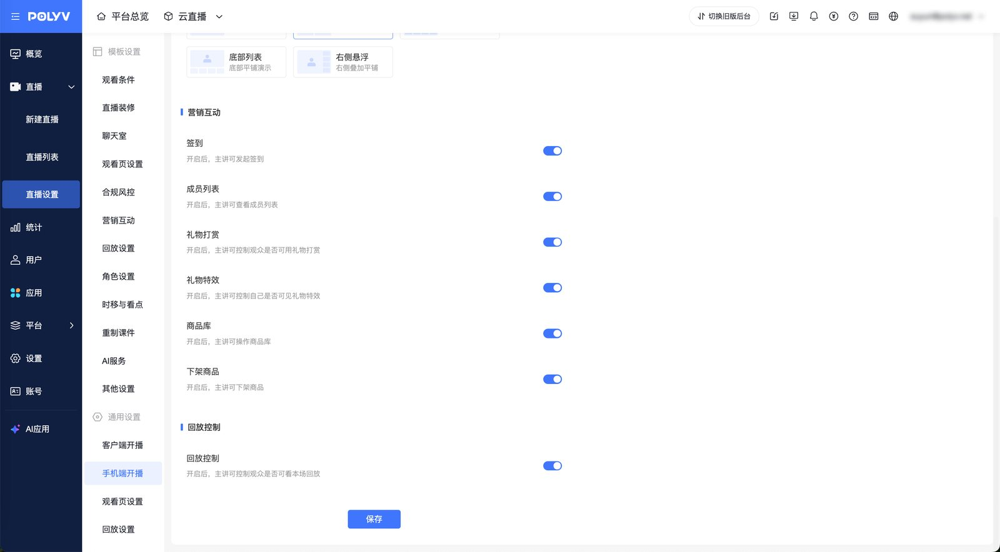 POLYV
平台总览
云直播
切换旧版后台
概览
直播
新建直播
直播列表
直播设置
统计
用户
应用
平台
设置
账号
AI应用
模板设置
观看条件
直播装修
聊天室
观看页设置
合规风控
营销互动
回放设置
角色设置
时移与看点
重制课件
AI服务
其他设置
通用设置
客户端开播
手机端开播
观看页设置
回放设置
底部列表
底部平铺演示
右侧悬浮
右侧叠加平铺
营销互动
签到
开启后，主讲可发起签到
成员列表
开启后，主讲可查看成员列表
礼物打赏
开启后，主讲可控制观众是否可用礼物打赏
礼物特效
开启后，主讲可控制自己是否可见礼物特效
商品库
开启后，主讲可操作商品库
下架商品
开启后，主讲可下架商品
回放控制
回放控制
开启后，主讲可控制观众是否可看本场回放
保存